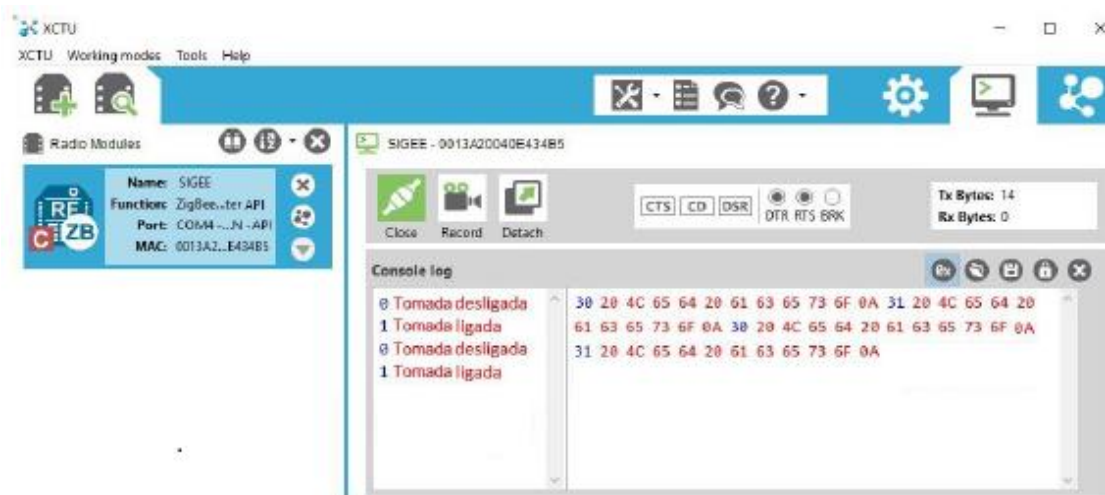 XCTU
XCTU Working modes Tools Help
Radio Modules
SIGEE - 0013A20040E434B5
Name: SIGEE
Function: ZigBee...ter API
Port: COM4 -...N - API
MAC: 0013A2...E434B5
RF
C ZB
Close Record Detach
CTS CD DSR DTR RTS BRK
Tx Bytes: 14
Rx Bytes: 0
Console log
0 Tomada desligada
1 Tomada ligada
0 Tomada desligada
1 Tomada ligada
30 20 4C 65 64 20 61 63 65 73 6F 0A 31 20 4C 65 64 20
61 63 65 73 6F 0A 30 20 4C 65 64 20 61 63 65 73 6F 0A
31 20 4C 65 64 20 61 63 65 73 6F 0A